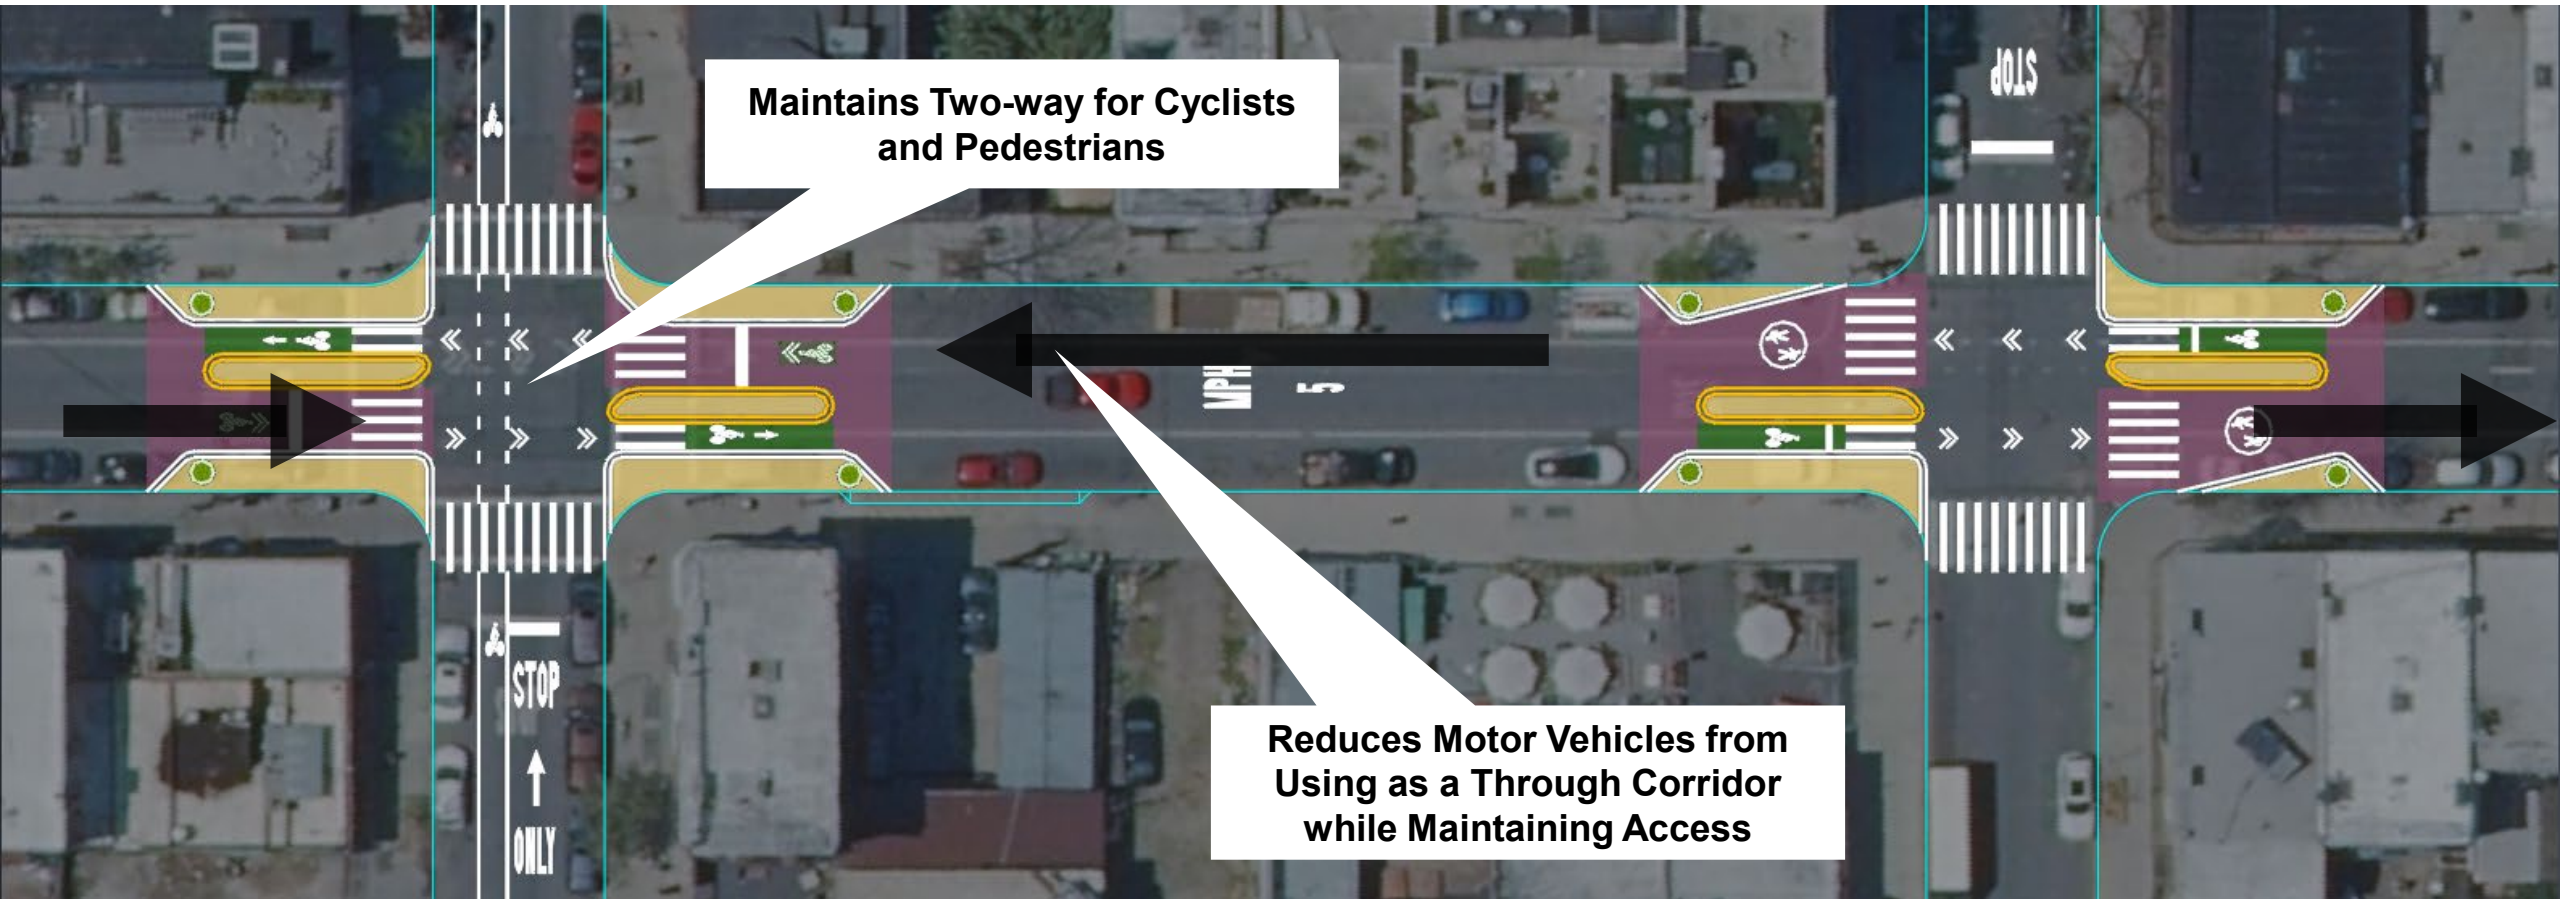 STOP
Maintains Two-way for Cyclists
and Pedestrians
MPH
5
STOP
ONLY
Reduces Motor Vehicles from
Using as a Through Corridor
while Maintaining Access